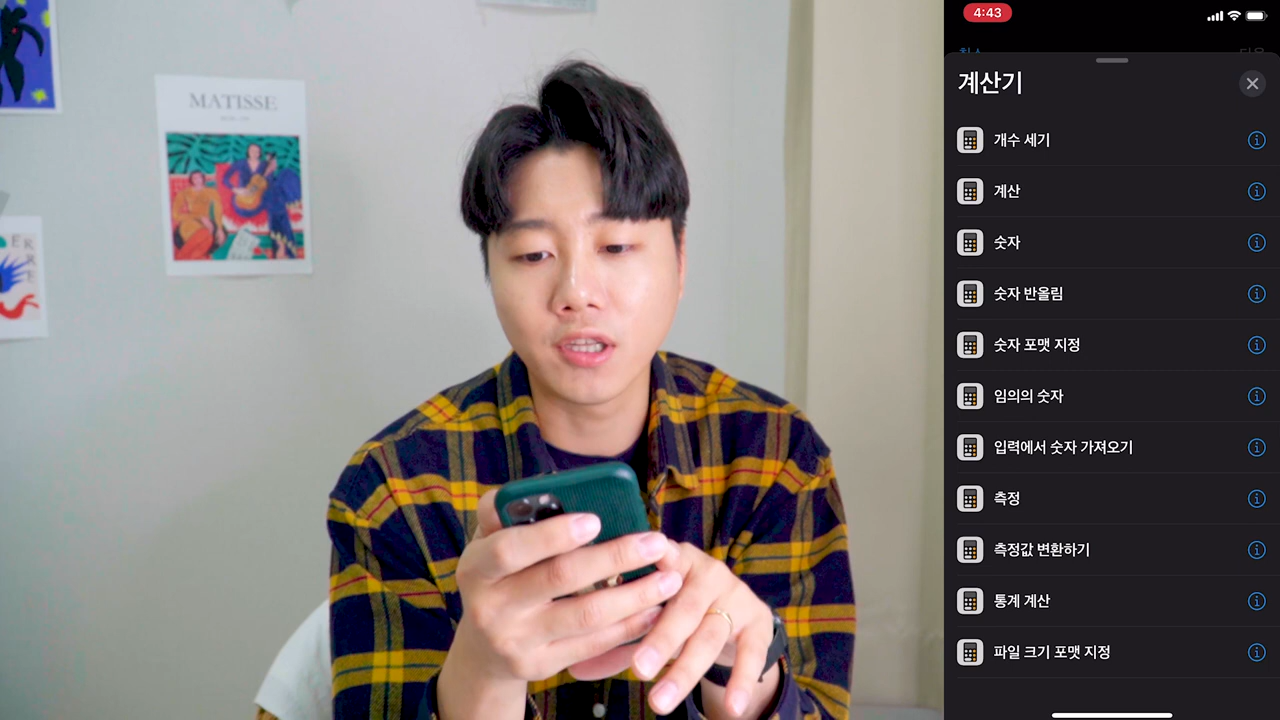 MATISSE
4:43
계산기
개수 세기
계산
숫자
숫자 반올림
숫자 포맷 지정
임의의 숫자
입력에서 숫자 가져오기
측정
측정값 변환하기
통계 계산
파일 크기 포맷 지정